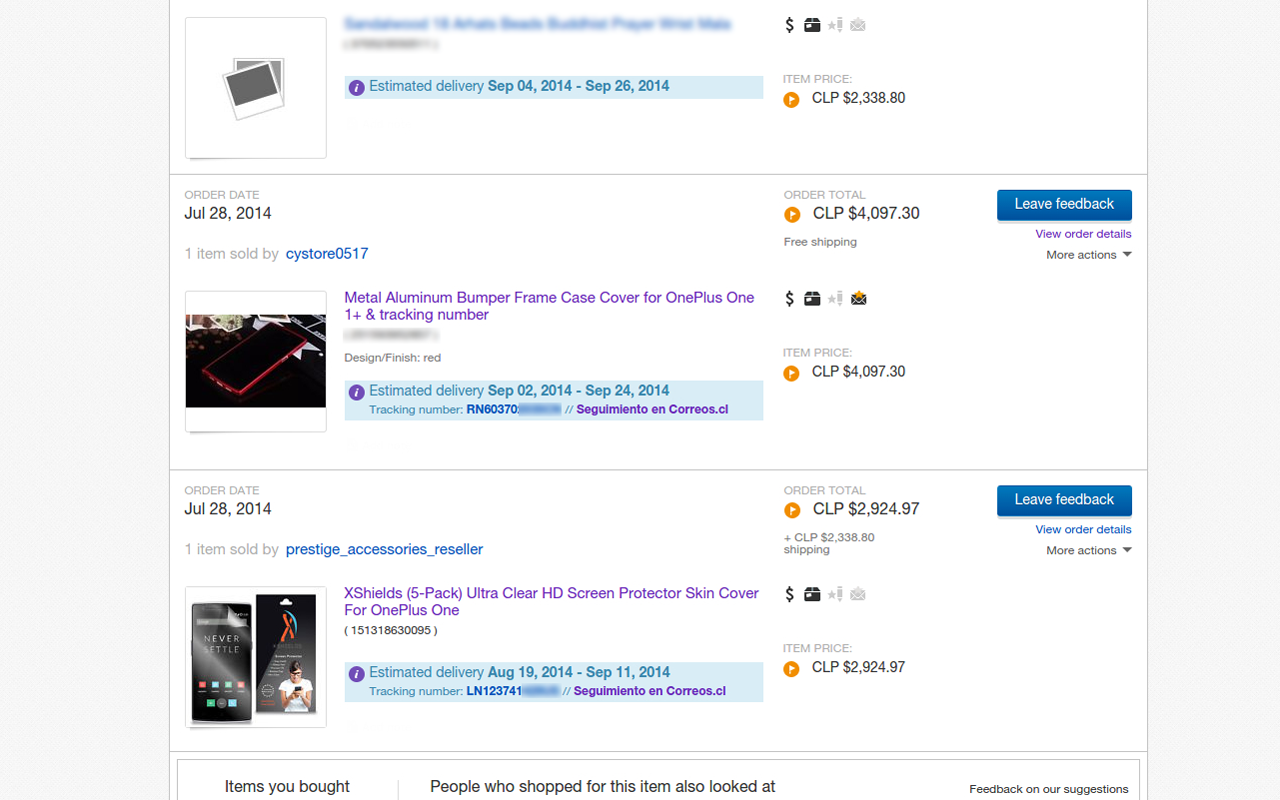 Estimated delivery Sep 04, 2014 - Sep 26, 2014
ITEM PRICE:
CLP $2,338.80
ORDER DATE
Jul 28, 2014
1 item sold by cystore0517
ORDER TOTAL
CLP $4,097.30
Free shipping
Leave feedback
View order details
More actions
Metal Aluminum Bumper Frame Case Cover for OnePlus One
1+ & tracking number
Design/Finish: red
Estimated delivery Sep 02, 2014 - Sep 24, 2014
Tracking number: RN60370 // Seguimiento en Correos.cl
ITEM PRICE:
CLP $4,097.30
ORDER DATE
Jul 28, 2014
1 item sold by prestige_accessories_reseller
ORDER TOTAL
CLP $2,924.97
+ CLP $2,338.80
shipping
Leave feedback
View order details
More actions
NEVER
SETTLE
XShields (5-Pack) Ultra Clear HD Screen Protector Skin Cover
For OnePlus One
( 151318630095 )
Estimated delivery Aug 19, 2014 - Sep 11, 2014
Tracking number: LN123741 // Seguimiento en Correos.cl
ITEM PRICE:
CLP $2,924.97
Items you bought
People who shopped for this item also looked at
Feedback on our suggestions